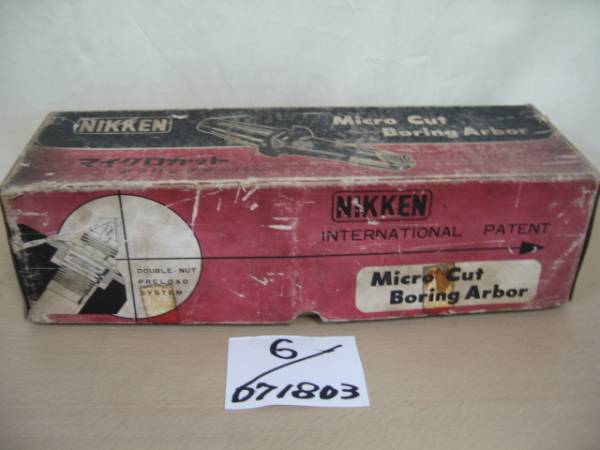 NIKKEN
Micro Cut
Boring Arbor
マイクロカット
NIKKEN
INTERNATIONAL PATENT
DOUBLE-NUT
PRELOAD
SYSTEM
Micro Cut
Boring Arbor
6/
071803